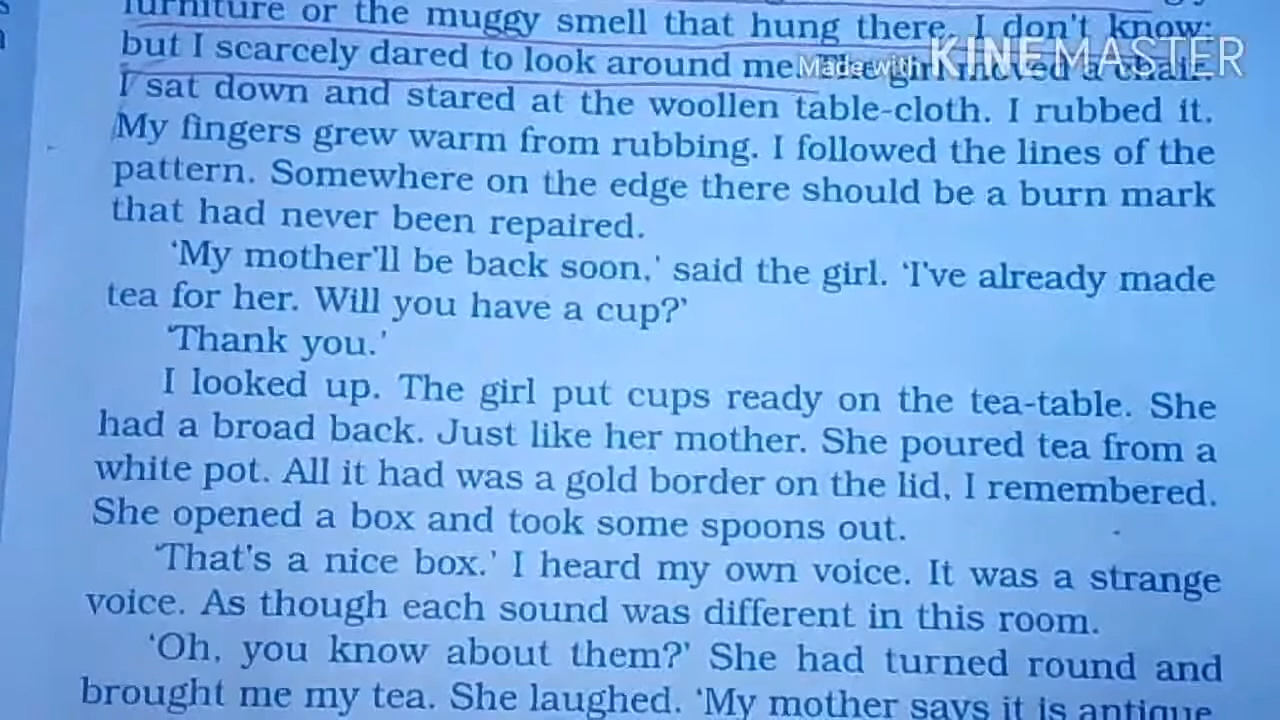 furniture or the muggy smell that hung there. I don't know;
but I scarcely dared to look around me. moved a chair.
Made with KINEMASTER
I sat down and stared at the woollen table-cloth. I rubbed it.
My fingers grew warm from rubbing. I followed the lines of the
pattern. Somewhere on the edge there should be a burn mark
that had never been repaired.
‘My mother'll be back soon,’ said the girl. ‘I've already made
tea for her. Will you have a cup?’
‘Thank you.’
I looked up. The girl put cups ready on the tea-table. She
had a broad back. Just like her mother. She poured tea from a
white pot. All it had was a gold border on the lid, I remembered.
She opened a box and took some spoons out.
‘That's a nice box.’ I heard my own voice. It was a strange
voice. As though each sound was different in this room.
‘Oh, you know about them?’ She had turned round and
brought me my tea. She laughed. ‘My mother says it is antique